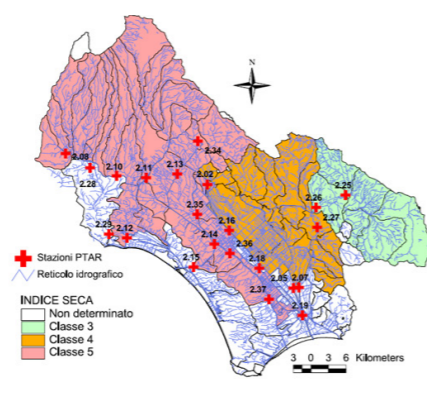 N
2.34
2.09
2.10
2.11
2.13
2.02
2.25
2.28
2.26
2.35
2.27
2.16
2.29
2.12
2.14
2.36
2.15
2.18
2.05
2.07
2.37
2.19
Stazioni PTAR
Reticolo idrografico
INDICE SECA
Non determinato
Classe 3
Classe 4
Classe 5
3 0 3 6 Kilometers